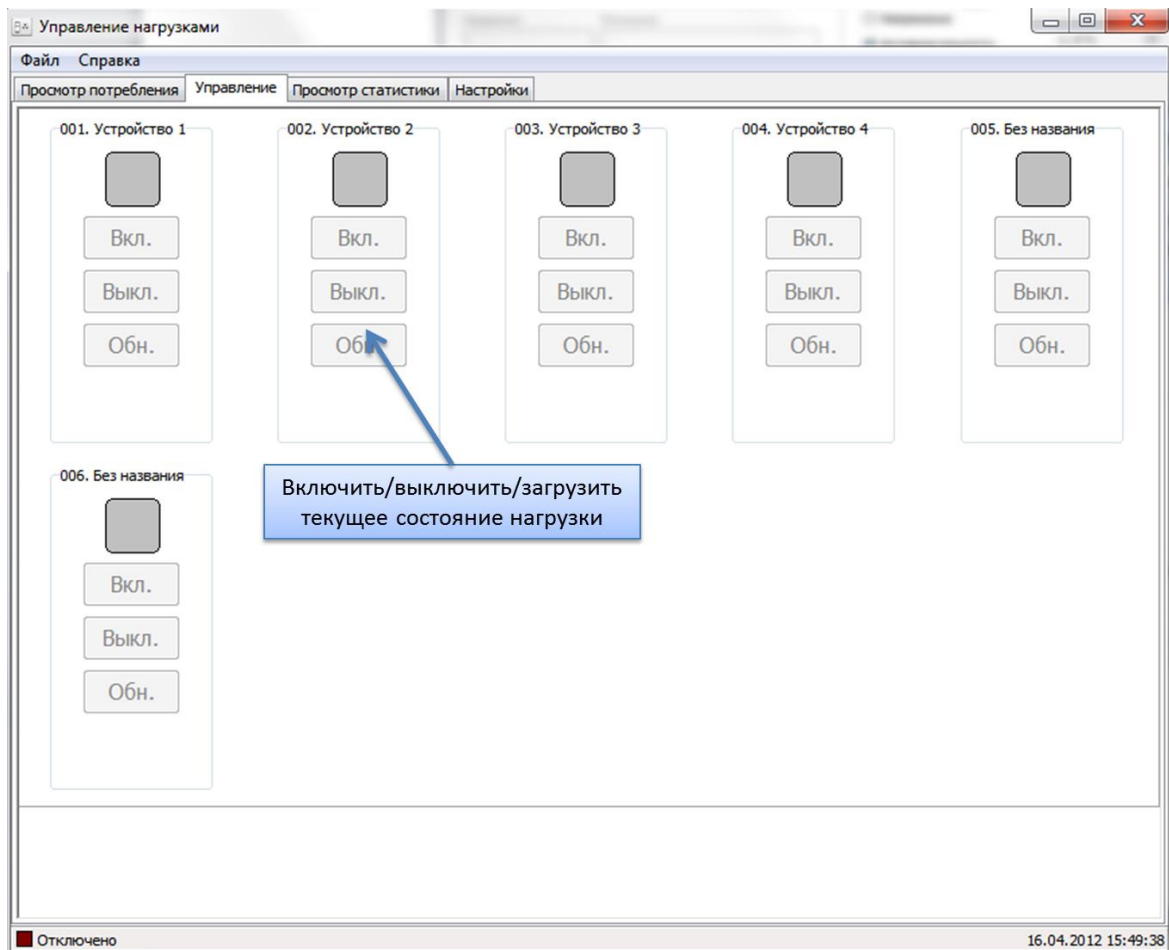 Управление нагрузками
Файл Справка
Просмотр потребления Управление Просмотр статистики Настройки
001. Устройство 1 002. Устройство 2 003. Устройство 3 004. Устройство 4 005. Без названия
Вкл. Вкл. Вкл. Вкл. Вкл.
Выкл. Выкл. Выкл. Выкл. Выкл.
Обн. Обн. Обн. Обн.
006. Без названия
Включить/выключить/загрузить
текущее состояние нагрузки
Вкл.
Выкл.
Обн.
Отключено 16.04.2012 15:49:38